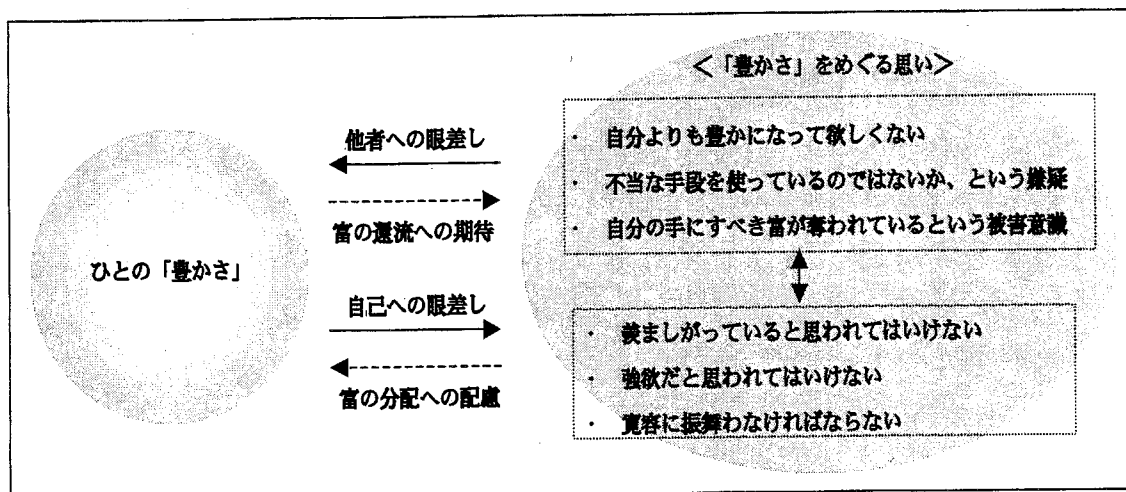 ＜「豊かさ」をめぐる思い＞
・ 自分よりも豊かになって欲しくない
・ 不当な手段を使っているのではないか、という嫌疑
・ 自分の手にすべき富が奪われているという被害意識
他者への眼差し
富の還流への期待
ひとの「豊かさ」
自己への眼差し
富の分配への配慮
・ 羨ましがっていると思われてはいけない
・ 強欲だと思われてはいけない
・ 寛容に振舞わなければならない